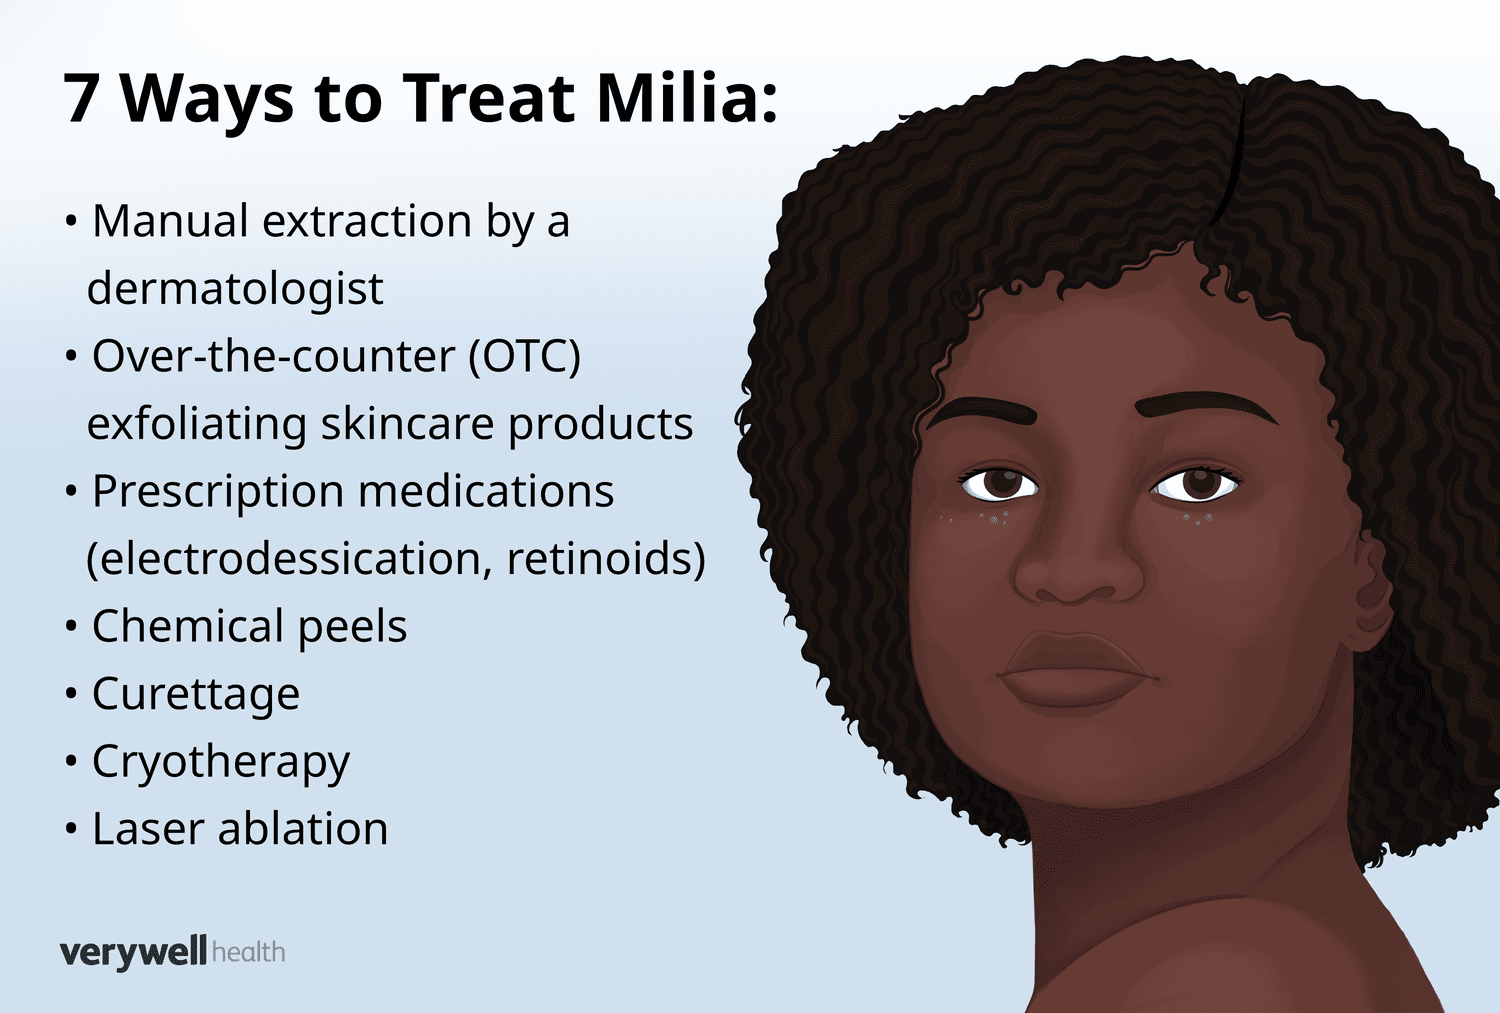 7 Ways to Treat Milia:
• Manual extraction by a
dermatologist
• Over-the-counter (OTC)
exfoliating skincare products
• Prescription medications
(electrodessication, retinoids)
• Chemical peels
• Curettage
• Cryotherapy
• Laser ablation
verywell health